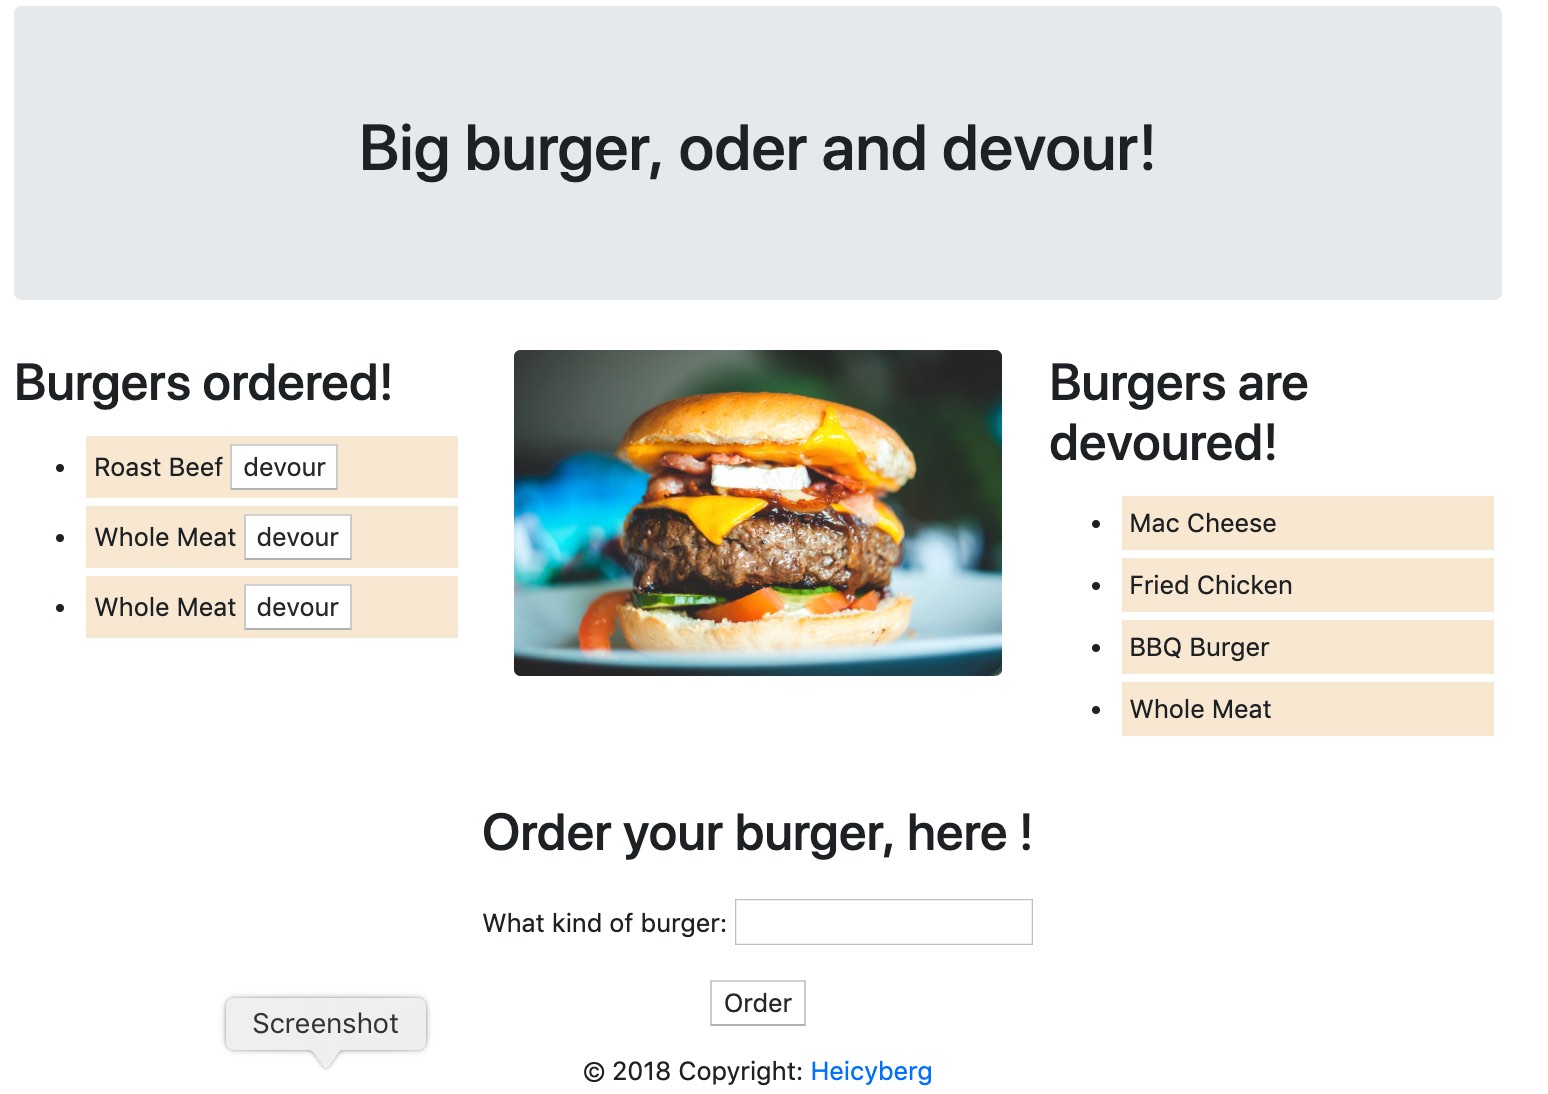 Big burger, oder and devour!
Burgers ordered!
Roast Beef devour
Whole Meat devour
Whole Meat devour
Burgers are
devoured!
Mac Cheese
Fried Chicken
BBQ Burger
Whole Meat
Order your burger, here !
What kind of burger:
Order
Screenshot
© 2018 Copyright: Heicyberg